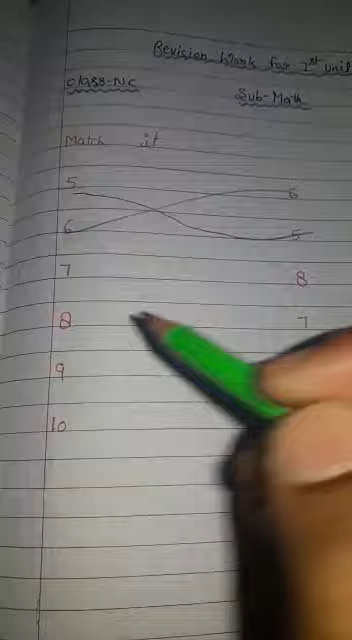 Revision Work for 1st unit
Class-NC
Sub-Math
Match it
5 6
6 5
7 8
8 7
9
10